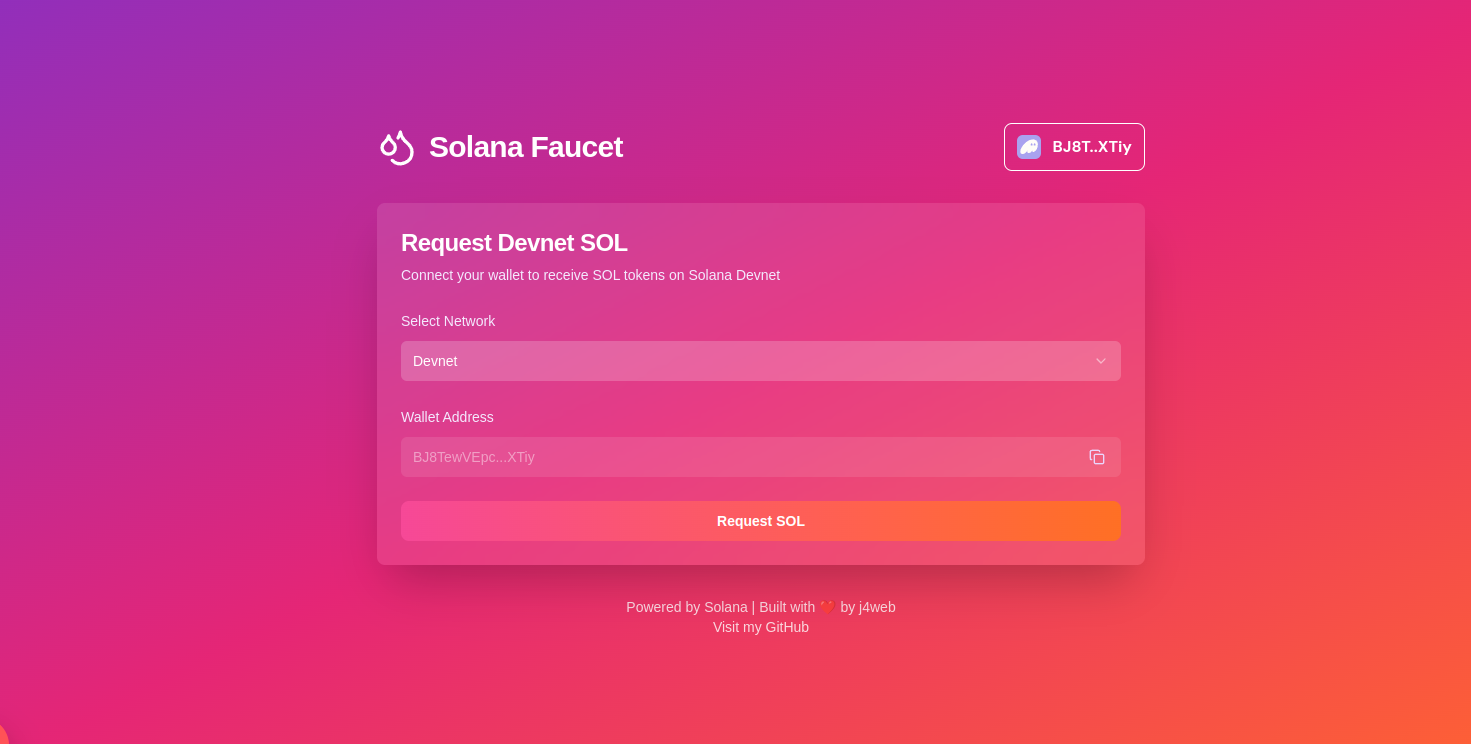 Solana Faucet
BJ8T..XTiy
Request Devnet SOL
Connect your wallet to receive SOL tokens on Solana Devnet
Select Network
Devnet
Wallet Address
BJ8TewVEpc...XTiy
Request SOL
Powered by Solana | Built with ❤️ by j4web
Visit my GitHub